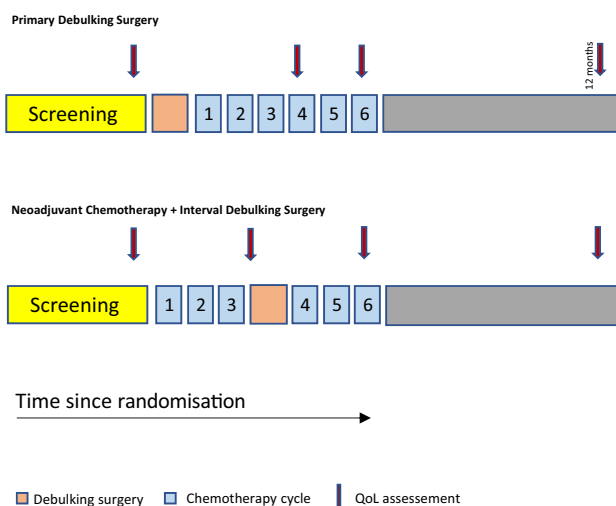 Primary Debulking Surgery
12 months
Screening 1 2 3 4 5 6
Neoadjuvant Chemotherapy + Interval Debulking Surgery
Screening 1 2 3 4 5 6
Time since randomisation
Debulking surgery Chemotherapy cycle QoL assessement